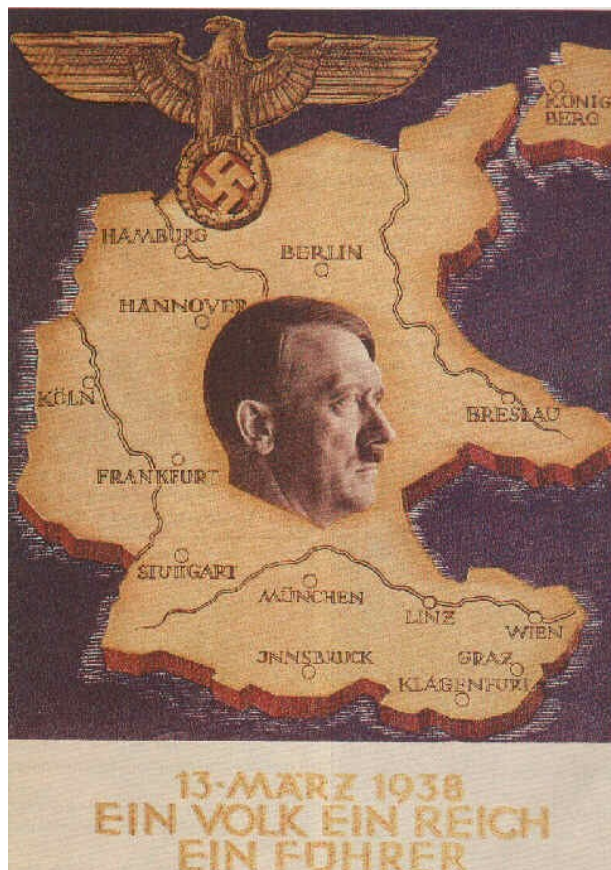 KÖNIG
BERG
HAMBURG
BERLIN
HANNOVER
KÖLN
BRESLAU
FRANKFURT
STUTTGART
MÜNCHEN
LINZ
WIEN
INNSBRUCK
GRAZ
KLAGENFURT
13·MÄRZ 1938
EIN VOLK EIN REICH
EIN FÜHRER